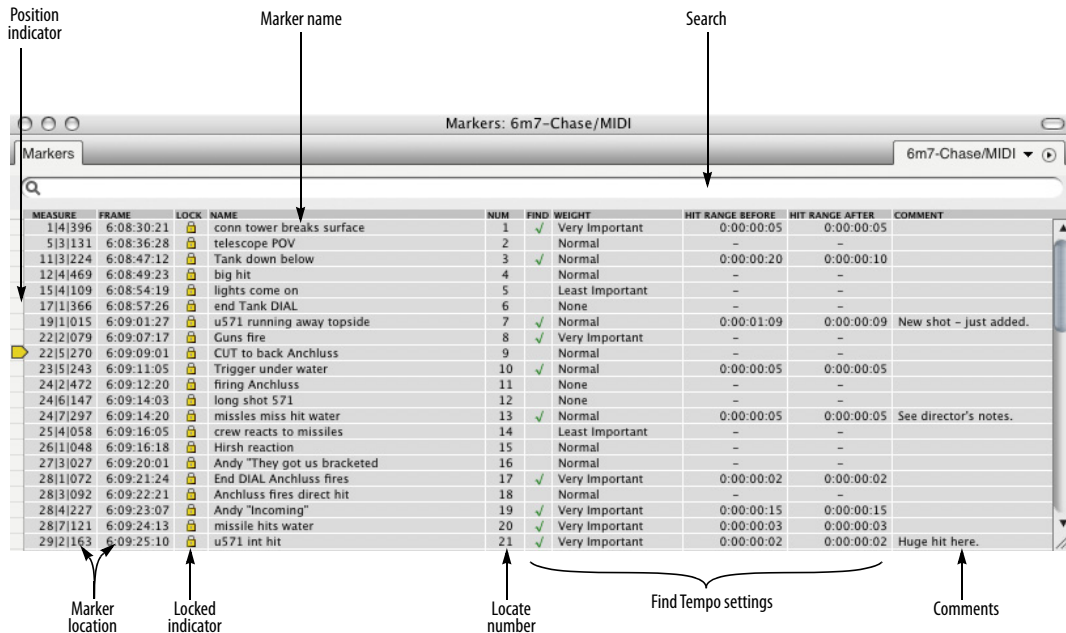 Position
indicator
Marker name
Search
Markers: 6m7-Chase/MIDI
Markers
6m7-Chase/MIDI
MEASURE FRAME LOCK NAME NUM FIND WEIGHT HIT RANGE BEFORE HIT RANGE AFTER COMMENT
1|4|396 6:08:30:21 conn tower breaks surface 1 √ Very Important 0:00:00:05 0:00:00:05
5|3|131 6:08:36:28 telescope POV 2 Normal – –
11|3|224 6:08:47:12 Tank down below 3 √ Normal 0:00:00:20 0:00:00:10
12|4|469 6:08:49:23 big hit 4 Normal – –
15|4|109 6:08:54:19 lights come on 5 Least Important – –
17|1|366 6:08:57:26 end Tank DIAL 6 None – –
19|1|015 6:09:01:27 u571 running away topside 7 √ Normal 0:00:01:09 0:00:00:09 New shot – just added.
22|2|079 6:09:07:17 Guns fire 8 √ Very Important – –
22|5|270 6:09:09:01 CUT to back Anchluss 9 Normal – –
23|5|243 6:09:11:05 Trigger under water 10 √ Normal 0:00:00:05 0:00:00:05
24|2|472 6:09:12:20 firing Anchluss 11 None – –
24|6|147 6:09:14:03 long shot 571 12 None – –
24|7|297 6:09:14:20 missles miss hit water 13 √ Normal 0:00:00:05 0:00:00:05 See director's notes.
25|4|058 6:09:16:05 crew reacts to missiles 14 Least Important – –
26|1|048 6:09:16:18 Hirsh reaction 15 Normal – –
27|3|027 6:09:20:01 Andy "They got us bracketed 16 Normal – –
28|1|072 6:09:21:24 End DIAL Anchluss fires 17 √ Very Important 0:00:00:02 0:00:00:02
28|3|092 6:09:22:21 Anchluss fires direct hit 18 Normal – –
28|4|227 6:09:23:07 Andy "Incoming" 19 √ Very Important 0:00:00:15 0:00:00:15
28|7|121 6:09:24:13 missile hits water 20 √ Very Important 0:00:00:03 0:00:00:03
29|2|163 6:09:25:10 u571 int hit 21 √ Very Important 0:00:00:02 0:00:00:02 Huge hit here.
Marker
location
Locked
indicator
Locate
number
Find Tempo settings
Comments